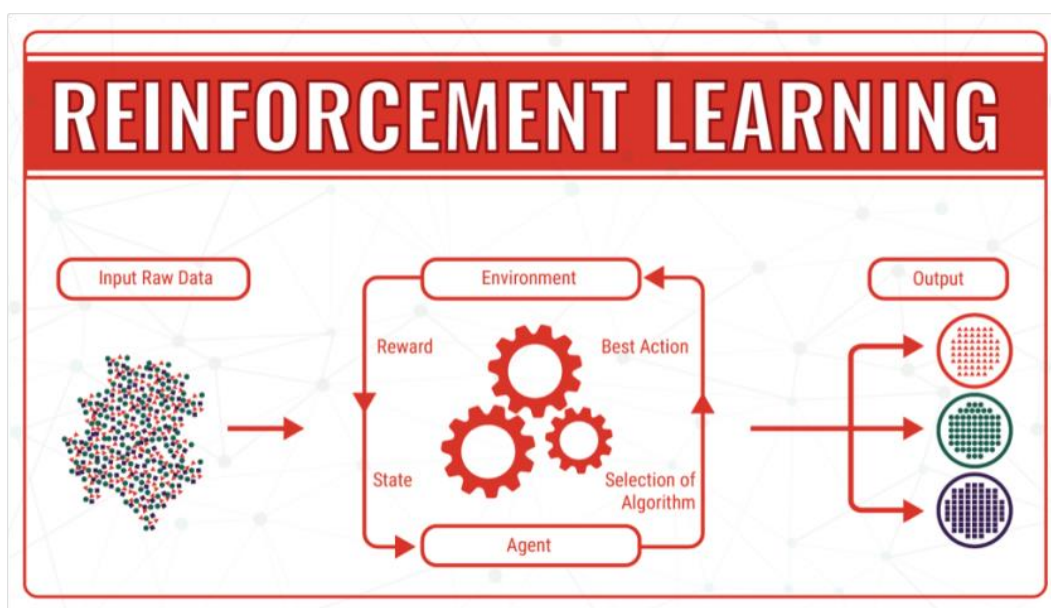 REINFORCEMENT LEARNING
Input Raw Data
Environment
Output
Reward
Best Action
State
Selection of
Algorithm
Agent